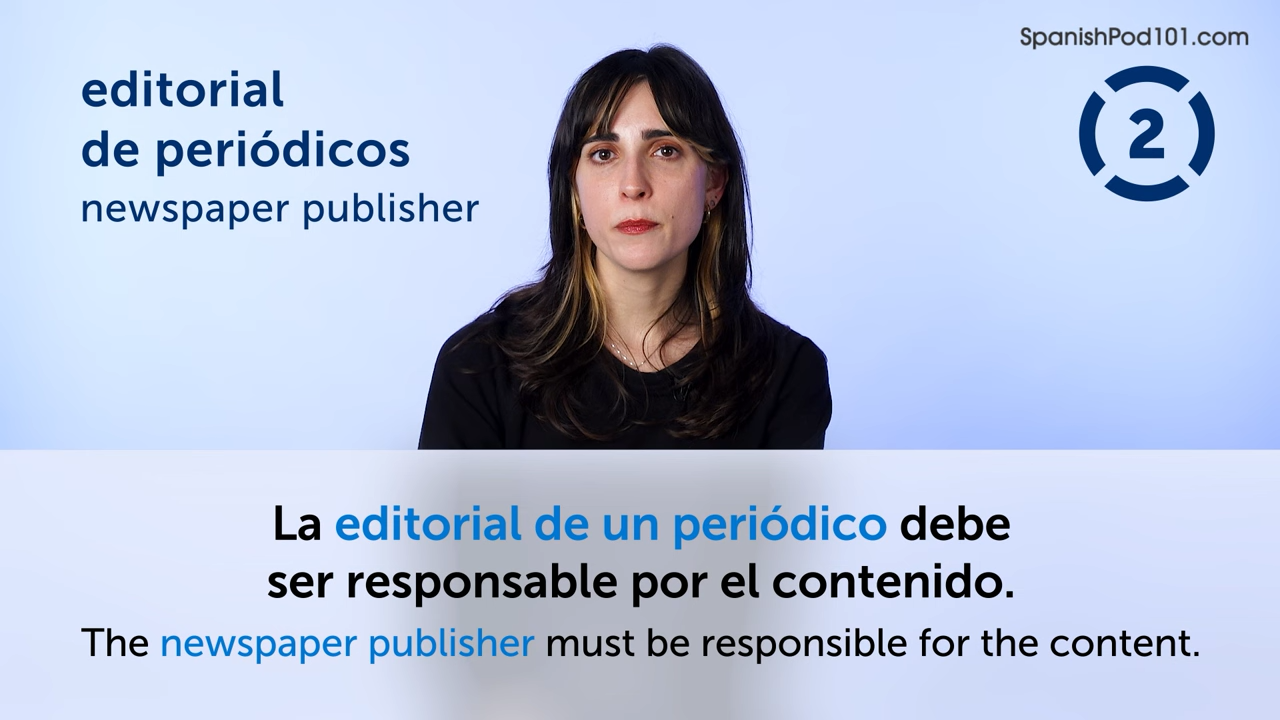 SpanishPod101.com
editorial
de periódicos
newspaper publisher
2
La editorial de un periódico debe
ser responsable por el contenido.
The newspaper publisher must be responsible for the content.